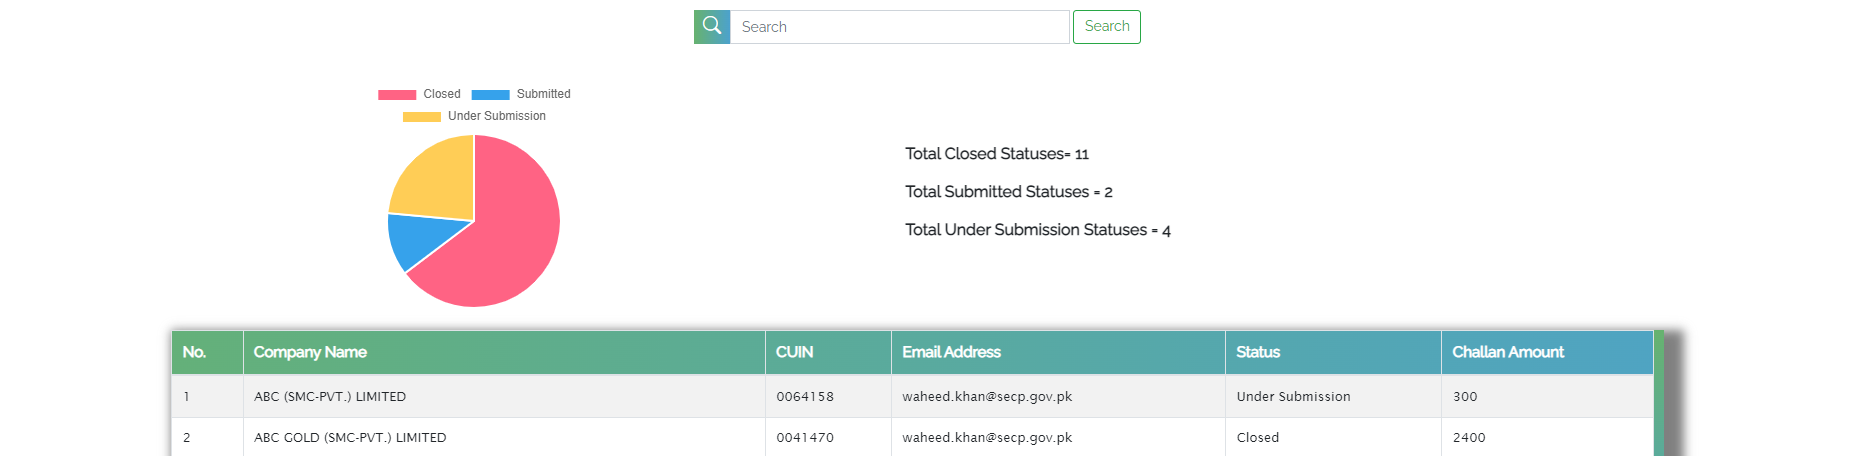 Search Search
Closed Submitted
Under Submission
Total Closed Statuses= 11
Total Submitted Statuses = 2
Total Under Submission Statuses = 4
No. Company Name CUIN Email Address Status Challan Amount
1 ABC (SMC-PVT.) LIMITED 0064158 waheed.khan@secp.gov.pk Under Submission 300
2 ABC GOLD (SMC-PVT.) LIMITED 0041470 waheed.khan@secp.gov.pk Closed 2400